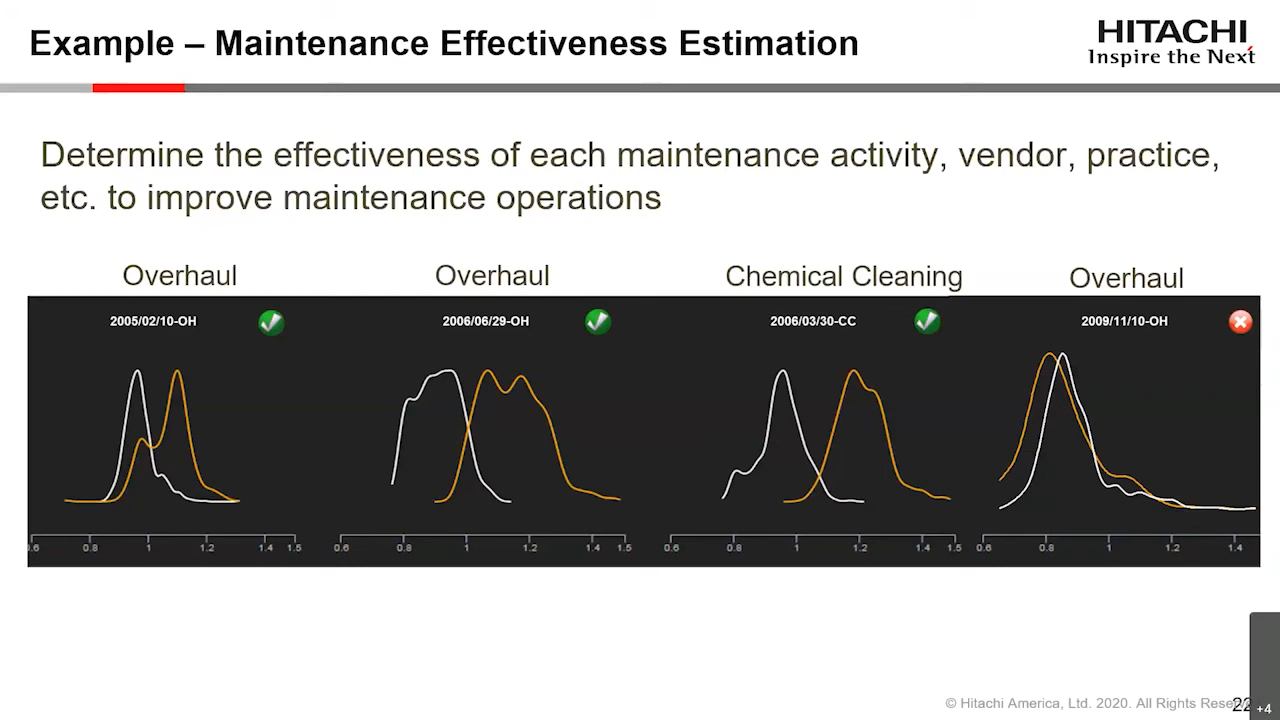 Example – Maintenance Effectiveness Estimation
HITACHI
Inspire the Next
Determine the effectiveness of each maintenance activity, vendor, practice,
etc. to improve maintenance operations
Overhaul Overhaul Chemical Cleaning Overhaul
2005/02/10-OH 2006/06/29-OH 2006/03/30-CC 2009/11/10-OH
0.8 1 1.2 1.4 1.5 0.6 0.8 1 1.2 1.4 1.5 0.6 0.8 1 1.2 1.4 1.5 0.6 0.8 1 1.2 1.4
© Hitachi America, Ltd. 2020. All Rights
22
+4